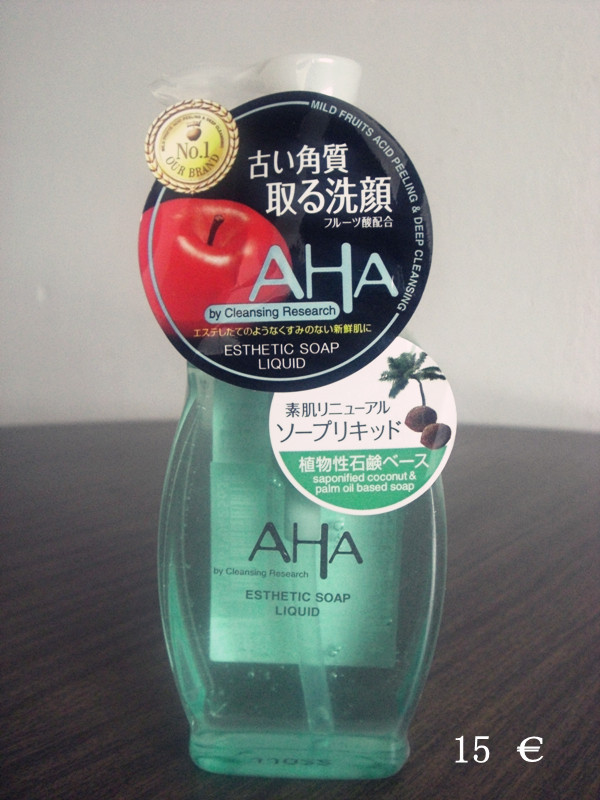 MILD FRUITS ACID PEELING & DEEP CLEANSING
No.1
OUR BRAND
古い角質
取る洗顔
フルーツ酸配合
AHA
by Cleansing Research
エステしたてのようなくすみのない新鮮肌に
ESTHETIC SOAP
LIQUID
素肌リニューアル
ソープリキッド
植物性石鹸ベース
saponified coconut &
palm oil based soap
AHA
by Cleansing Research
ESTHETIC SOAP
LIQUID
15 €